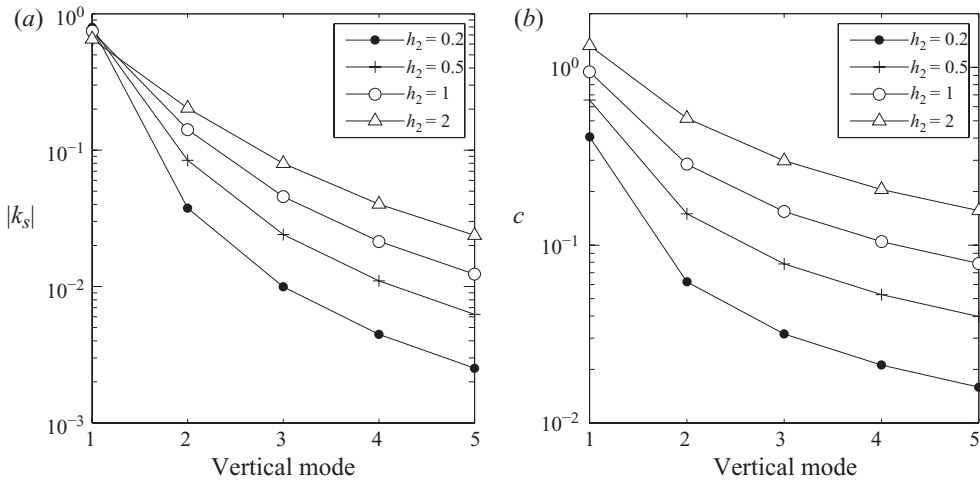 (a)
10^0
10^{-1}
10^{-2}
10^{-3}
|k_s|
h_2 = 0.2
h_2 = 0.5
h_2 = 1
h_2 = 2
1 2 3 4 5
Vertical mode
(b)
10^0
10^{-1}
10^{-2}
c
h_2 = 0.2
h_2 = 0.5
h_2 = 1
h_2 = 2
1 2 3 4 5
Vertical mode